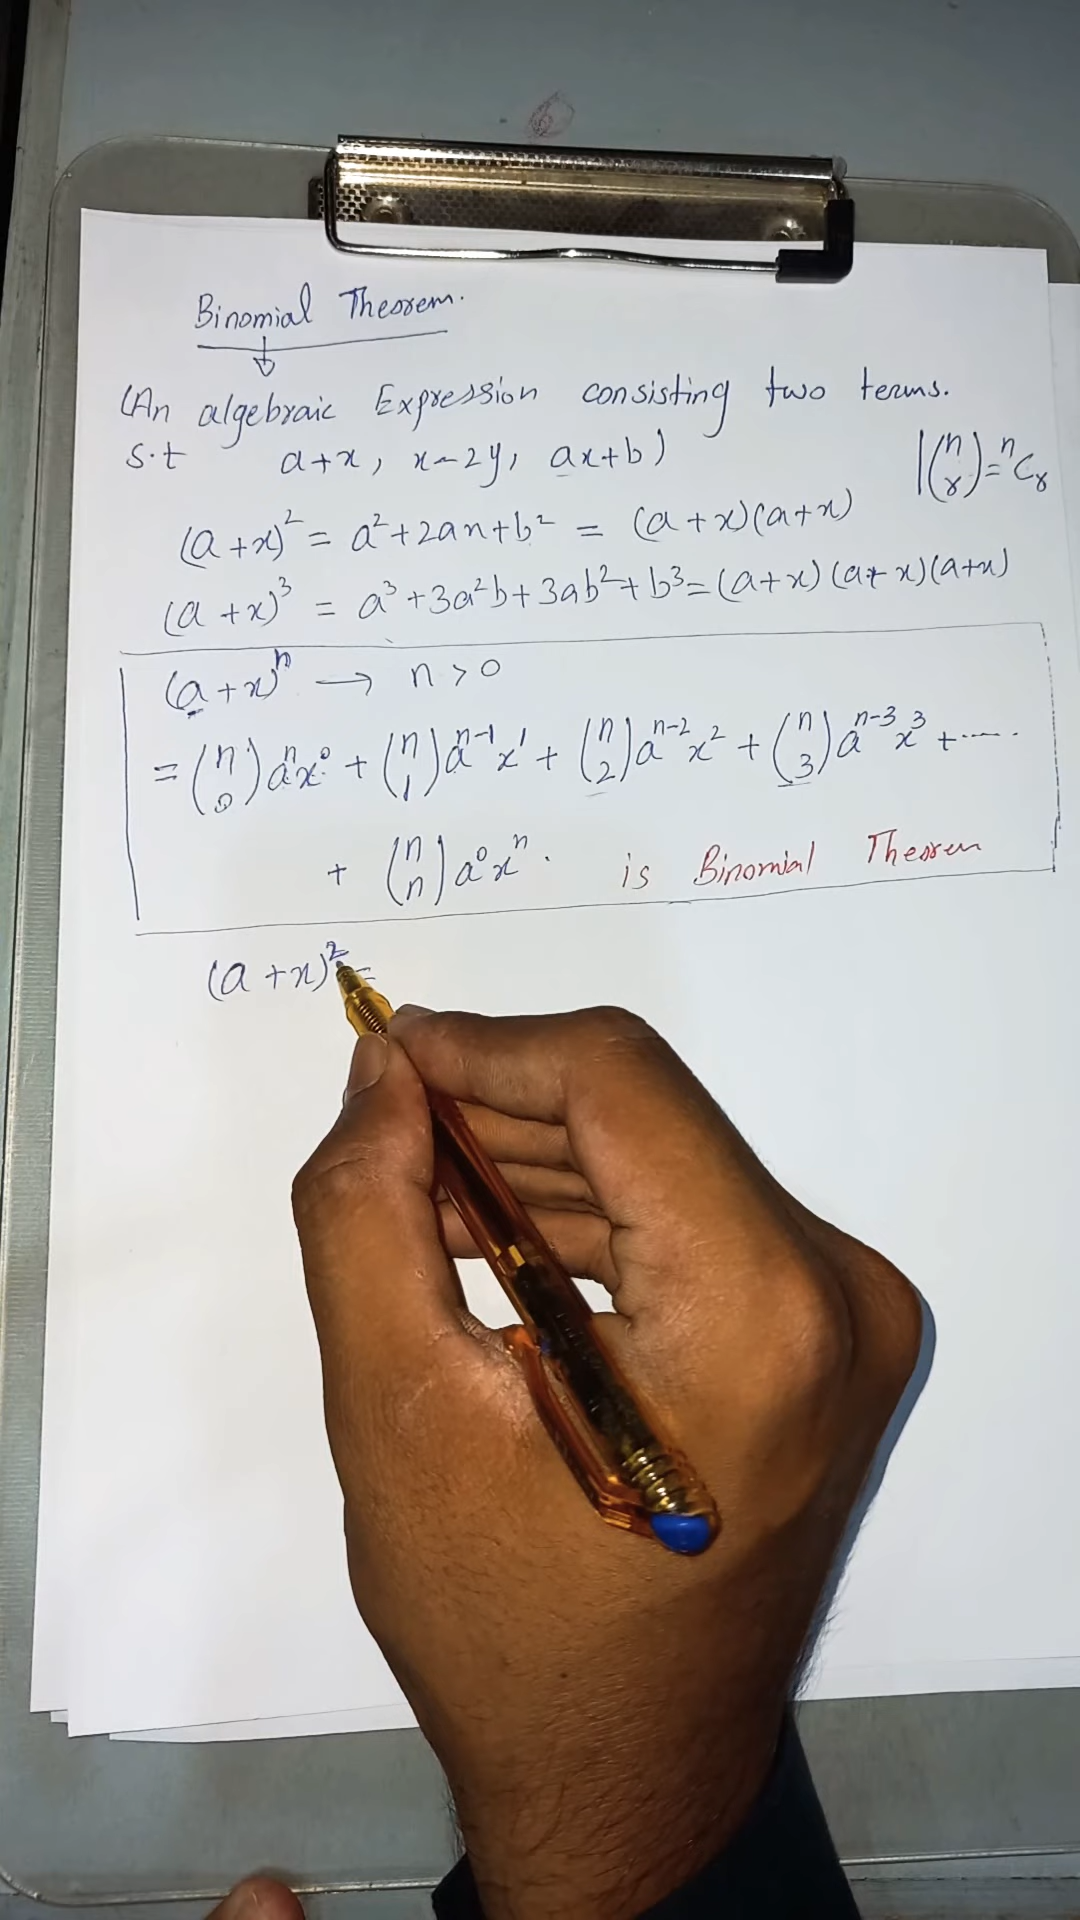 Binomial Theorem.
(An algebraic Expression consisting two terms.
s.t a+x, x-2y, ax+b)
|(n r) = ⁿCᵣ
(a+x)² = a²+2an+b² = (a+x)(a+x)
(a+x)³ = a³+3a²b+3ab²+b³ = (a+x)(a+x)(a+x)
(a+x)ⁿ → n > 0
= (n 0)aⁿx⁰ + (n 1)aⁿ⁻¹x¹ + (n 2)aⁿ⁻²x² + (n 3)aⁿ⁻³x³ + .....
+ (n n)a⁰xⁿ. is Binomial Theorem
(a+x)² =